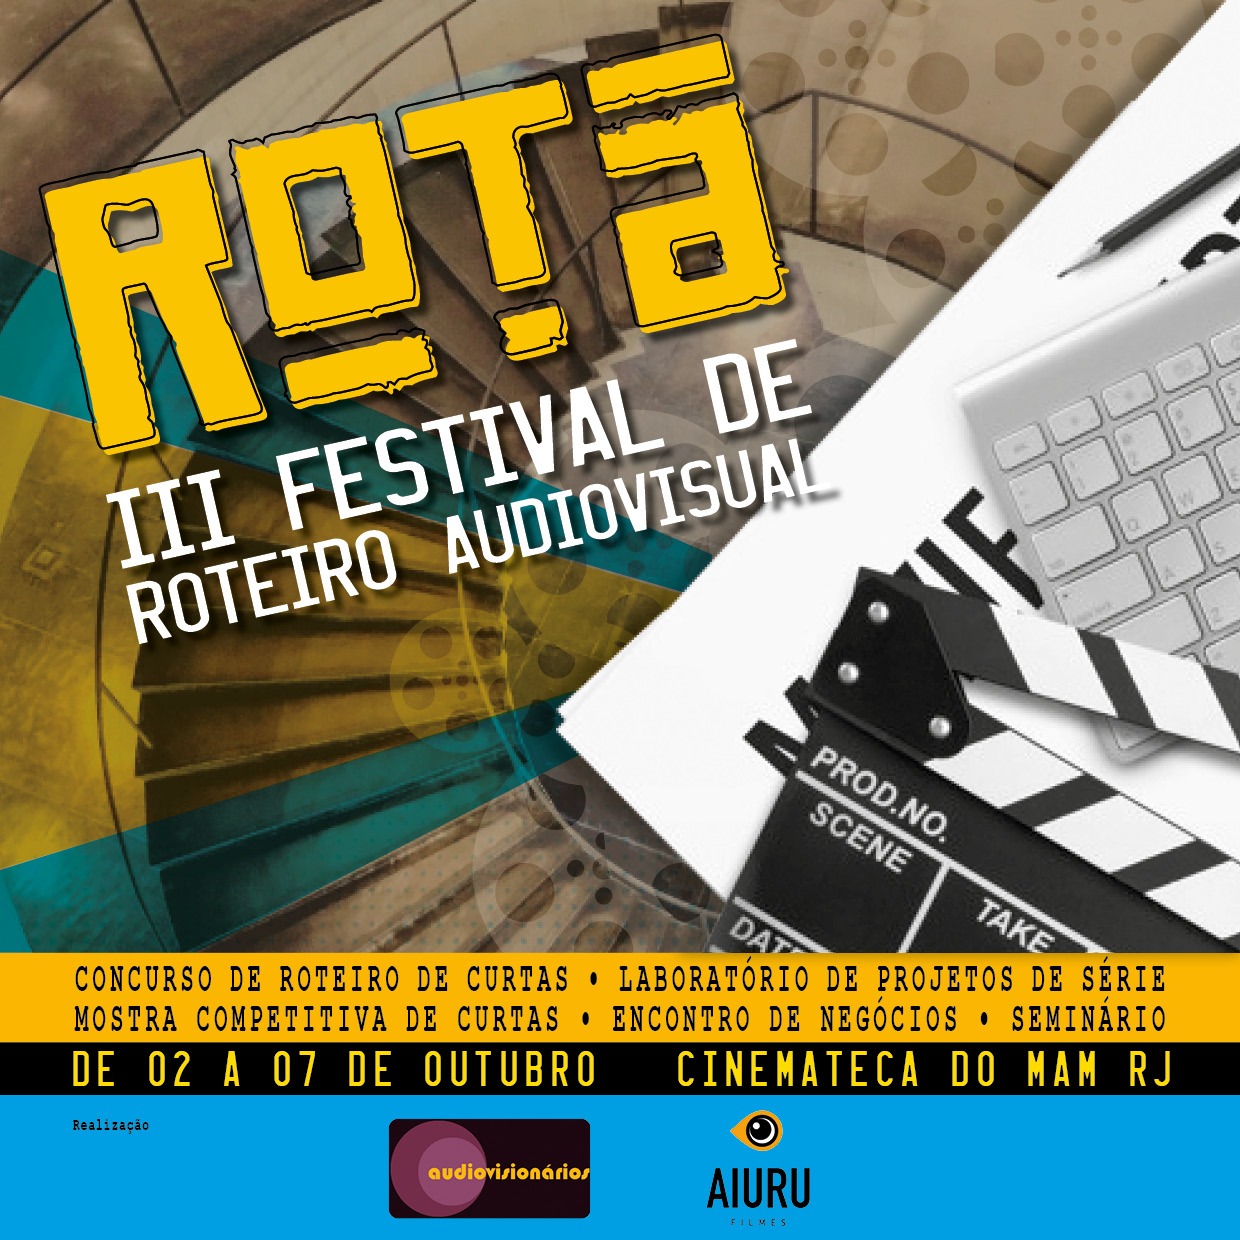 ROTA
III FESTIVAL DE
ROTEIRO AUDIOVISUAL
PROD.NO.
SCENE
TAKE
CONCURSO DE ROTEIRO DE CURTAS • LABORATÓRIO DE PROJETOS DE SÉRIE
MOSTRA COMPETITIVA DE CURTAS • ENCONTRO DE NEGÓCIOS • SEMINÁRIO
DE 02 A 07 DE OUTUBRO CINEMATECA DO MAM RJ
Realização
audiovisionários
AIURU
FILMES